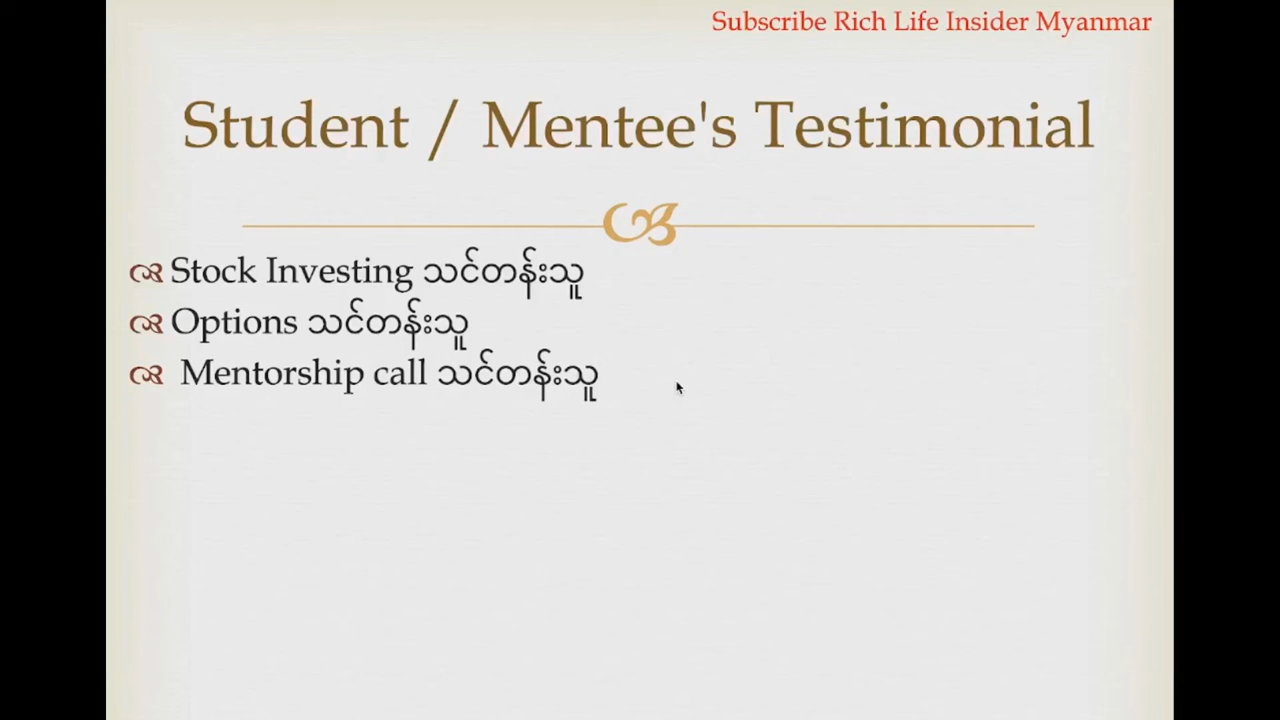 Subscribe Rich Life Insider Myanmar
Student / Mentee's Testimonial
Stock Investing သင်တန်းသူ
Options သင်တန်းသူ
Mentorship call သင်တန်းသူ